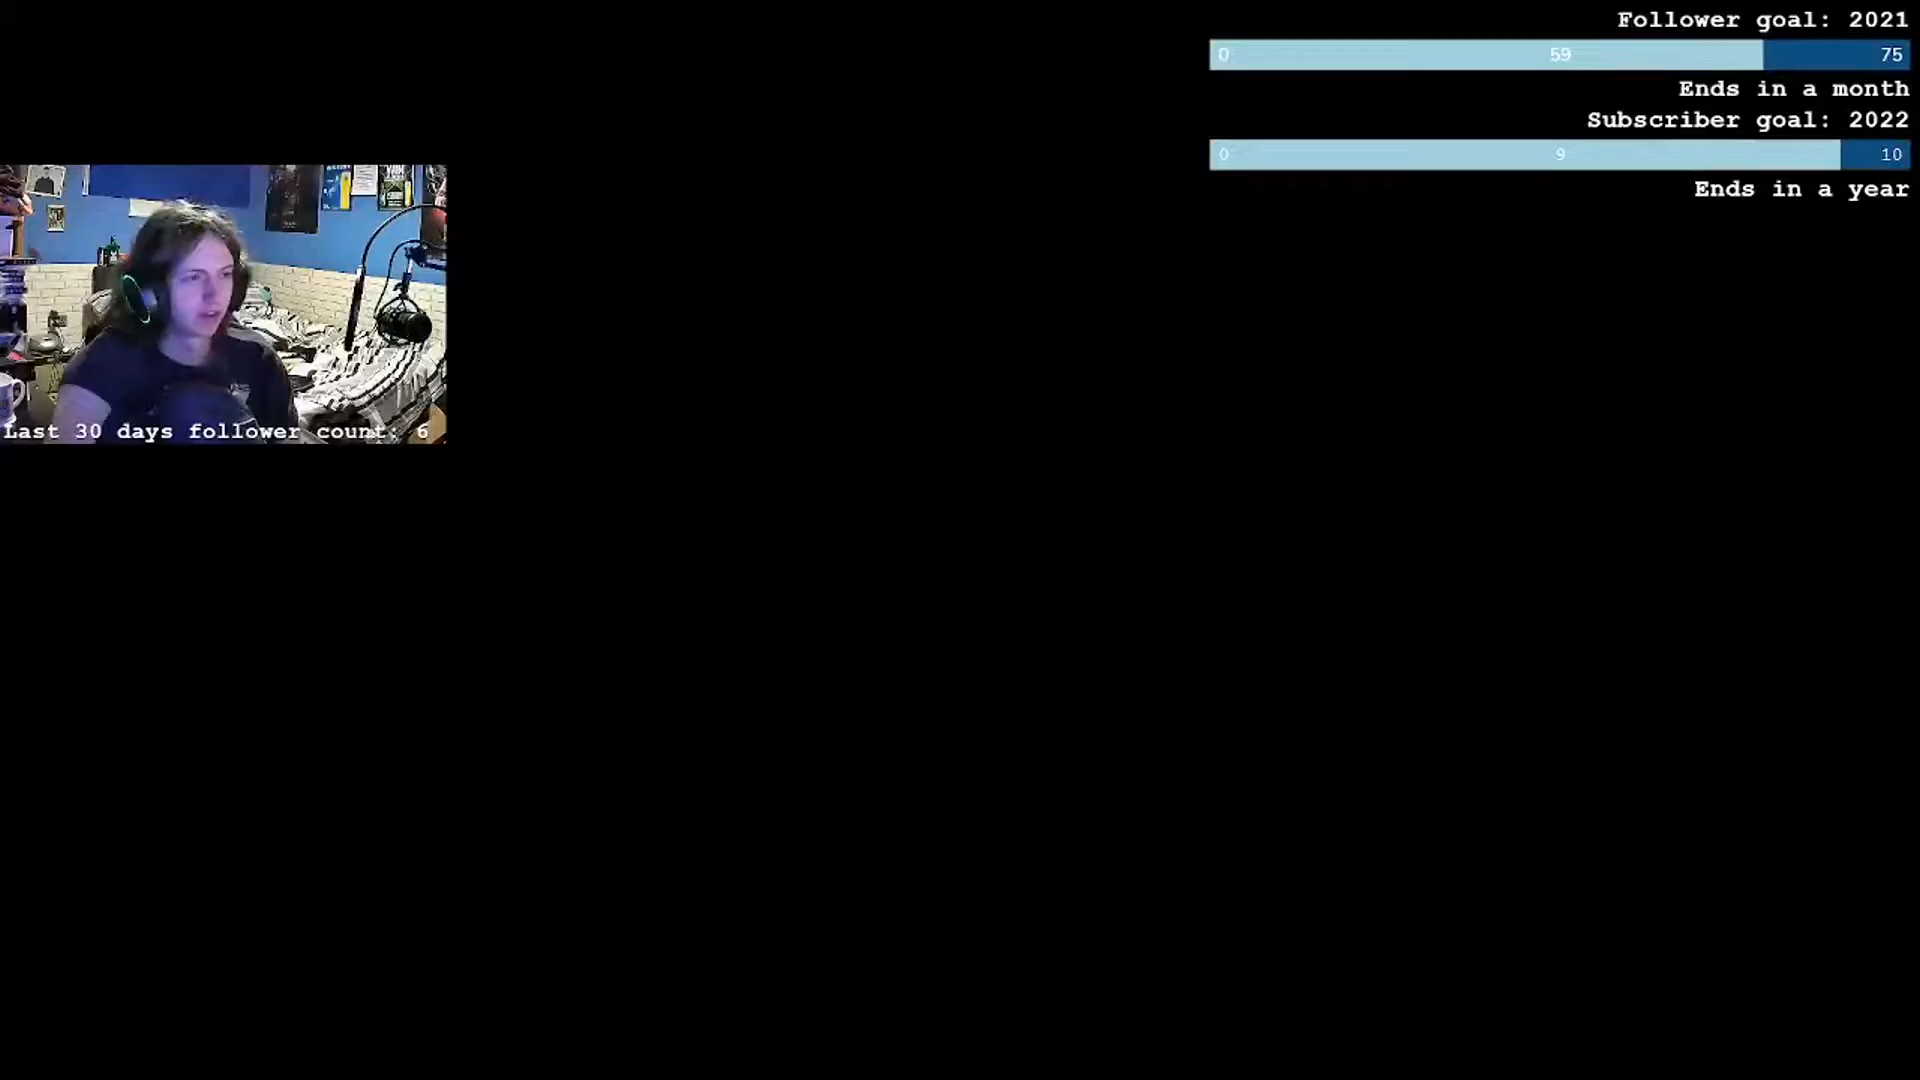 Follower goal: 2021
0 59 75
Ends in a month
Subscriber goal: 2022
0 9 10
Ends in a year
Last 30 days follower count: 6